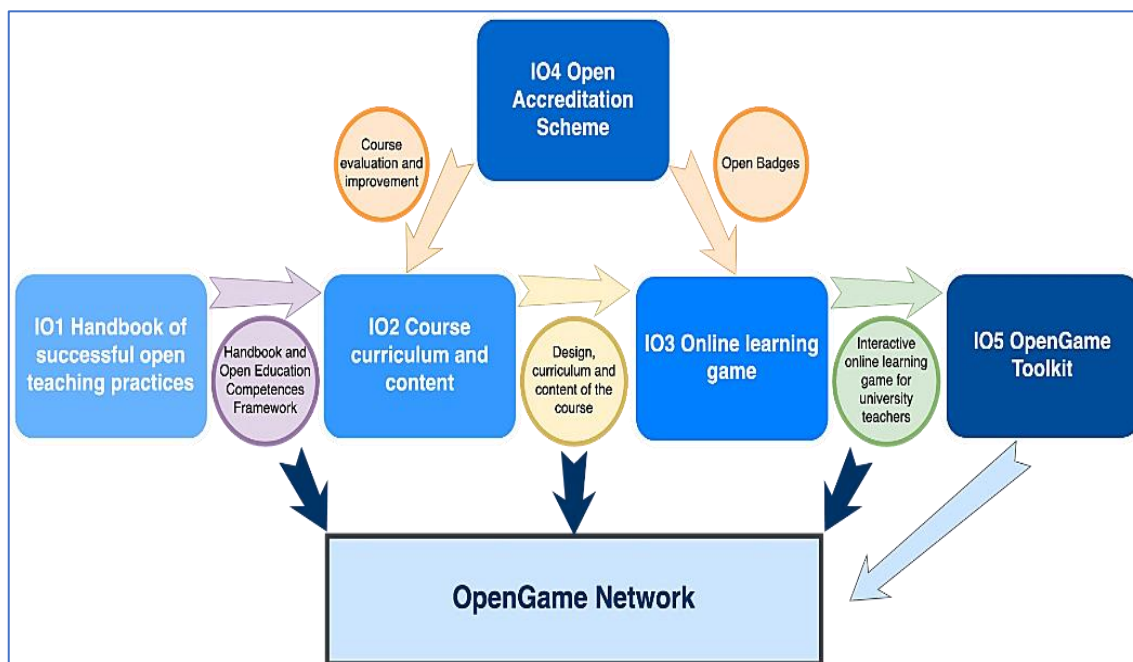 IO4 Open
Accreditation
Scheme
Course
evaluation and
improvement
Open Badges
IO1 Handbook of
successful open
teaching practices
Handbook and
Open Education
Competences
Framework
IO2 Course
curriculum and
content
Design,
curriculum and
content of the
course
IO3 Online learning
game
Interactive
online learning
game for
university
teachers
IO5 OpenGame
Toolkit
OpenGame Network